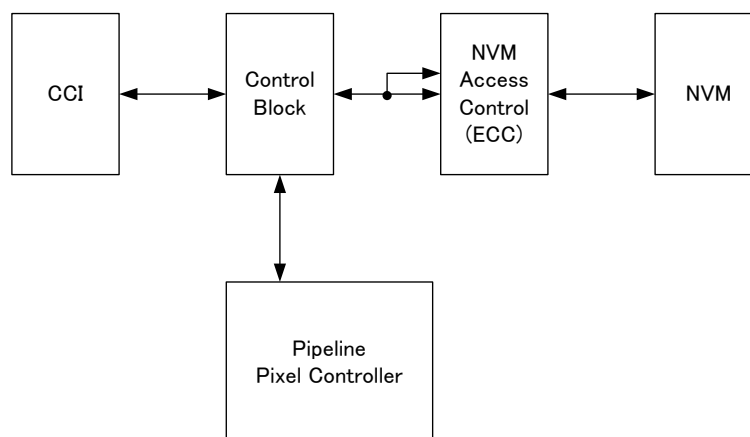 CCI
Control
Block
NVM
Access
Control
(ECC)
NVM
Pipeline
Pixel Controller